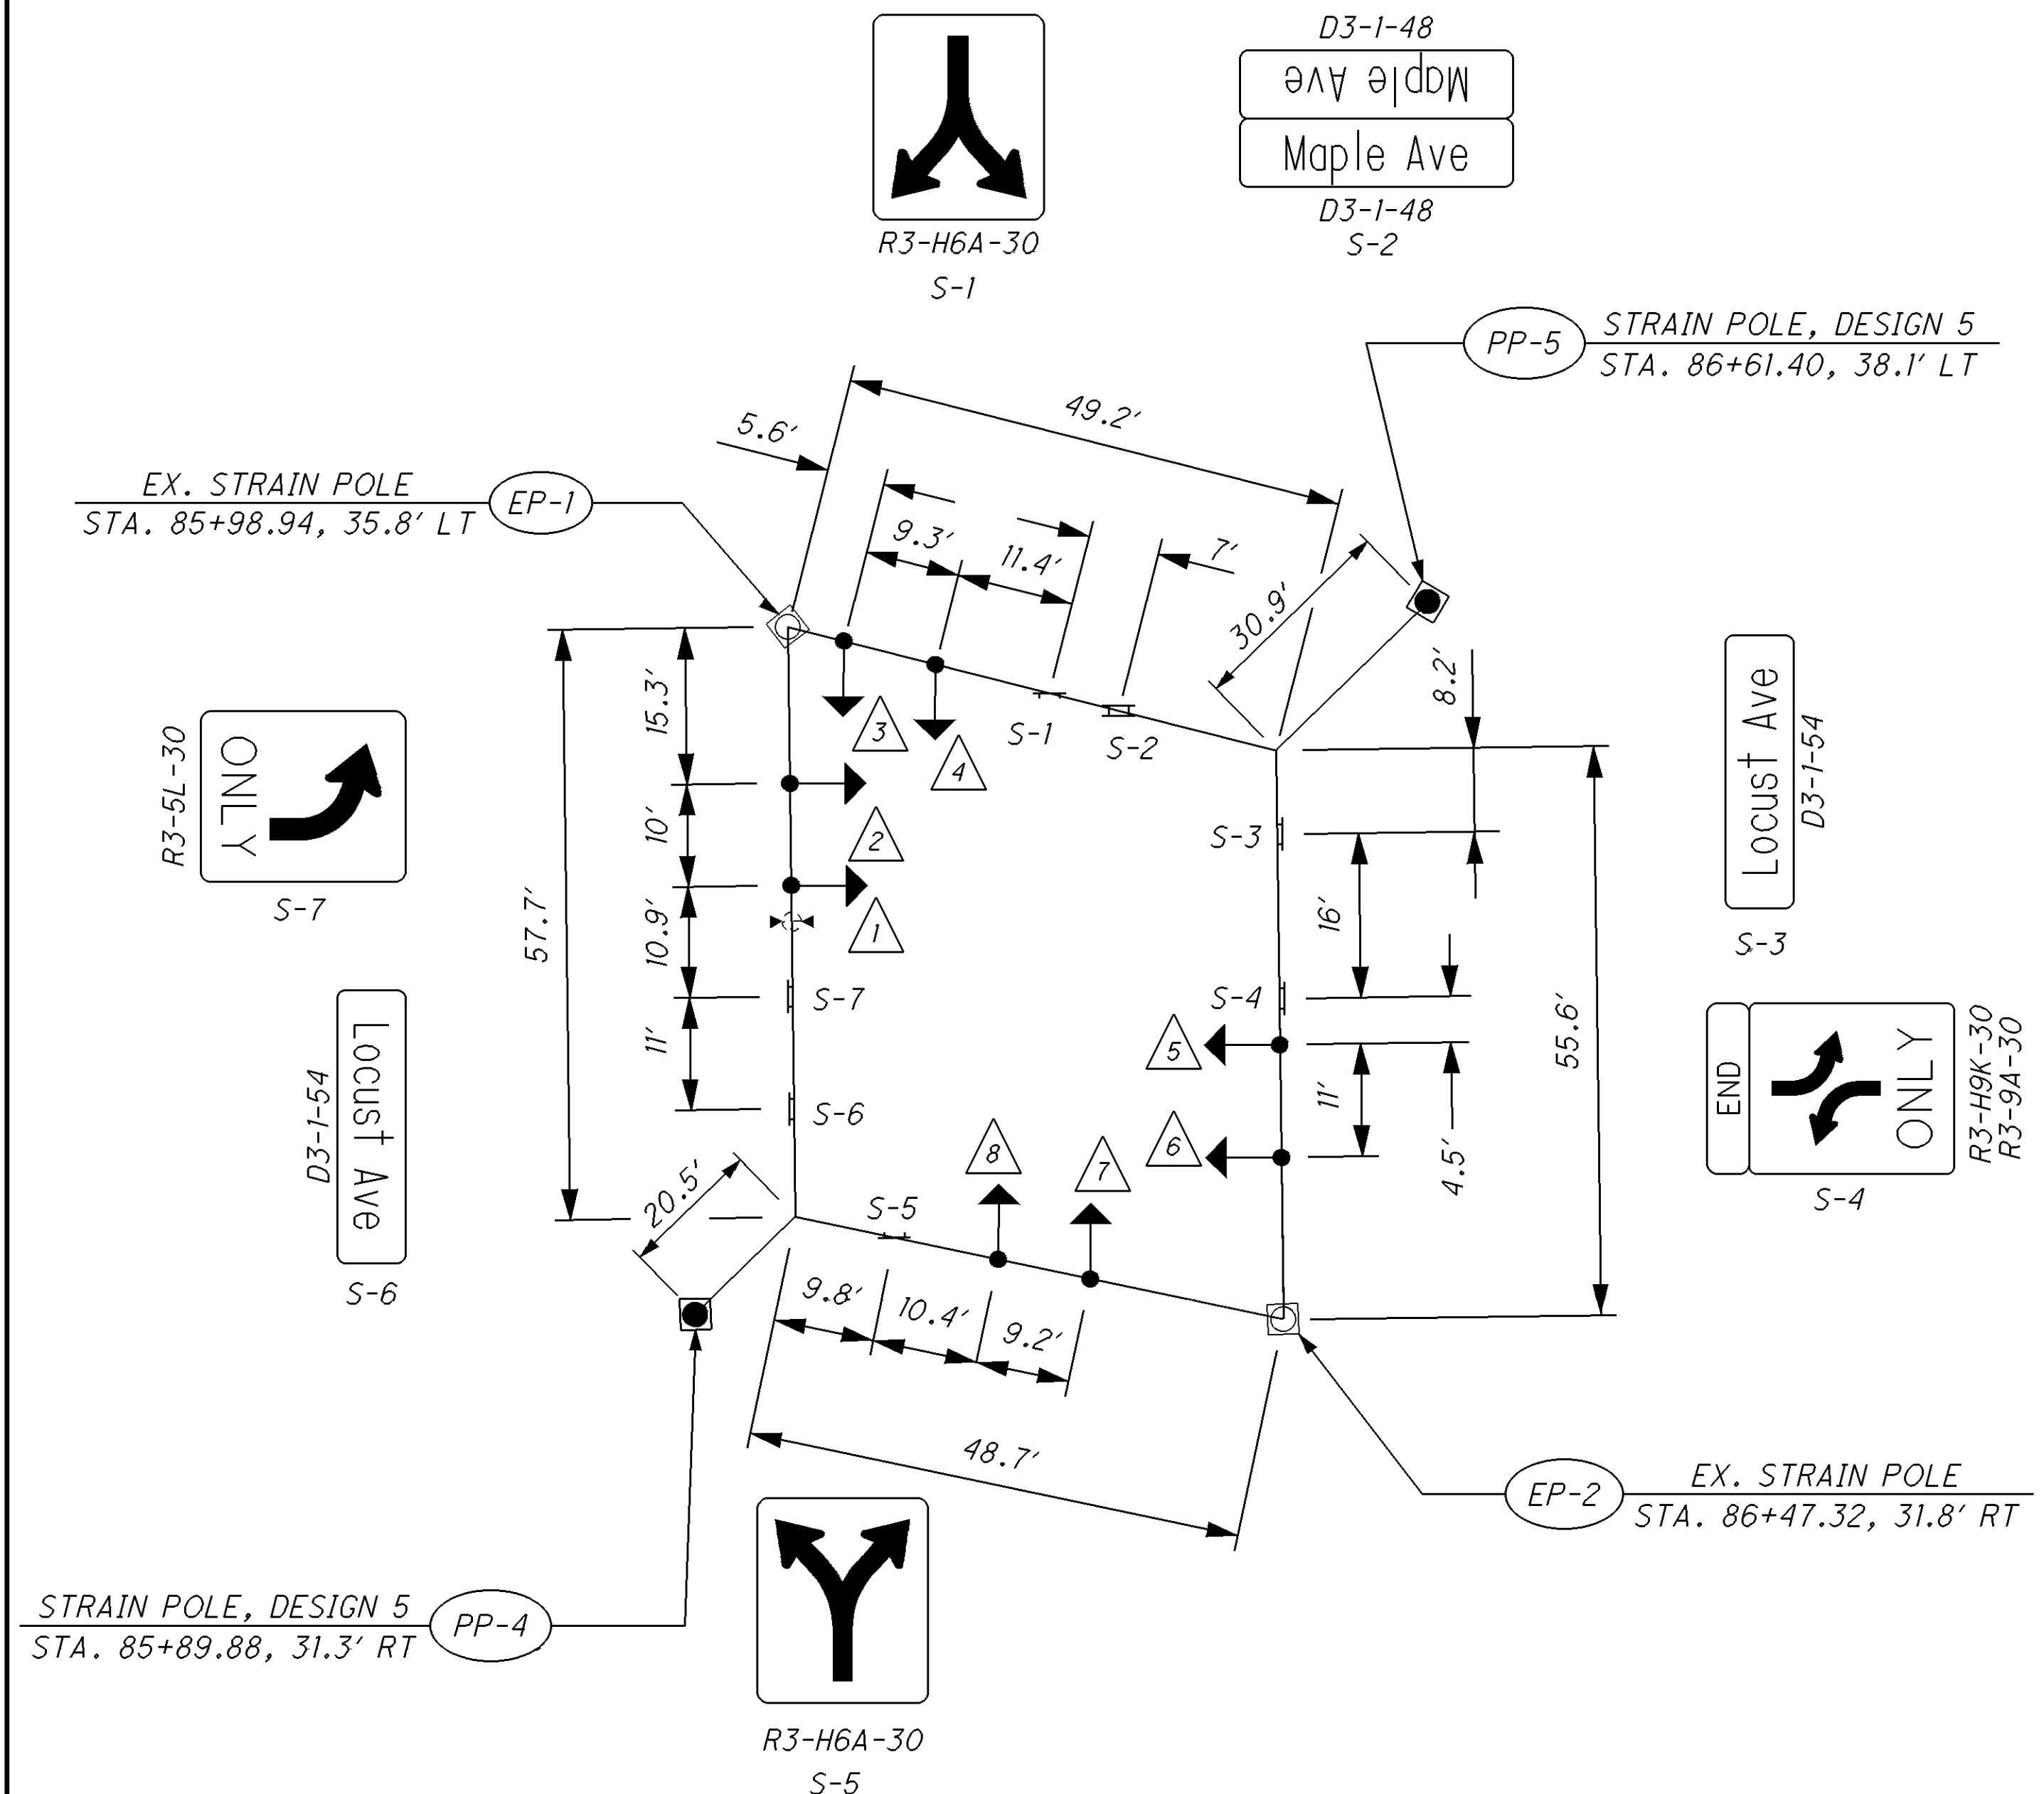 D3-1-48
Maple Ave
Maple Ave
D3-1-48
S-2
R3-H6A-30
S-1
PP-5
STRAIN POLE, DESIGN 5
STA. 86+61.40, 38.1' LT
49.2'
5.6'
EX. STRAIN POLE
STA. 85+98.94, 35.8' LT
EP-1
9.3'
11.4'
7'
30.9'
8.2'
15.3'
3
4
S-1
S-2
R3-5L-30
ONLY
S-7
10'
2
S-3
Locust Ave
D3-1-54
S-3
57.7'
10.9'
1
16'
S-7
S-4
55.6'
11'
5
END
ONLY
R3-H9K-30
R3-9A-30
S-4
D3-1-54
Locust Ave
S-6
S-6
11'
6
4.5'
8
7
20.5'
S-5
9.8'
10.4'
9.2'
48.7'
EP-2
EX. STRAIN POLE
STA. 86+47.32, 31.8' RT
STRAIN POLE, DESIGN 5
STA. 85+89.88, 31.3' RT
PP-4
R3-H6A-30
S-5